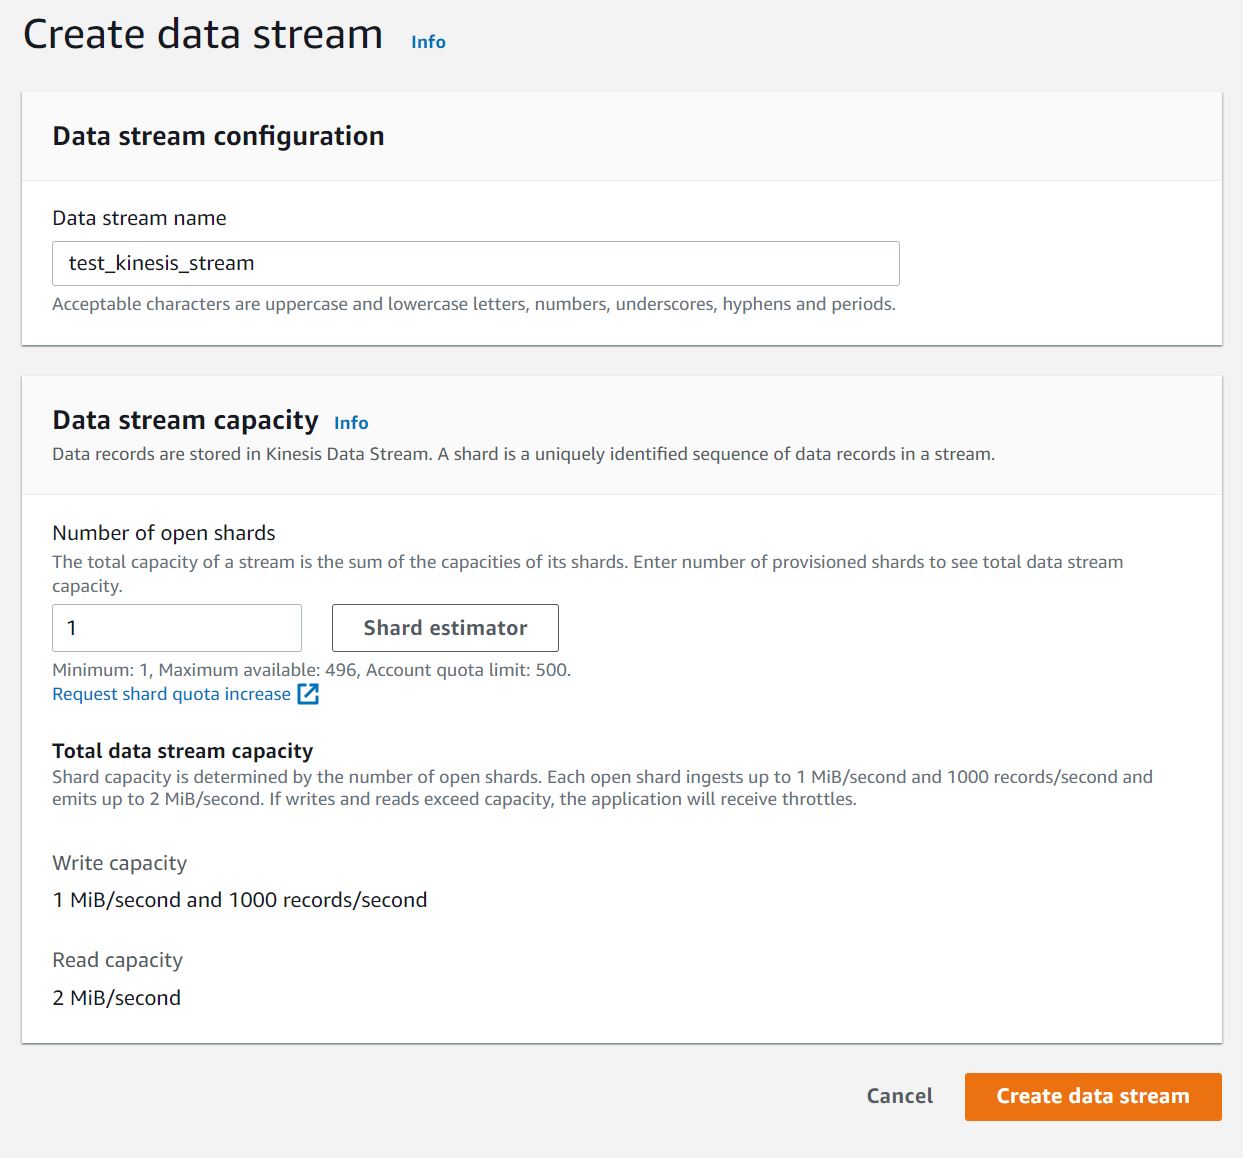 Create data stream Info
Data stream configuration
Data stream name
test_kinesis_stream
Acceptable characters are uppercase and lowercase letters, numbers, underscores, hyphens and periods.
Data stream capacity Info
Data records are stored in Kinesis Data Stream. A shard is a uniquely identified sequence of data records in a stream.
Number of open shards
The total capacity of a stream is the sum of the capacities of its shards. Enter number of provisioned shards to see total data stream
capacity.
1 Shard estimator
Minimum: 1, Maximum available: 496, Account quota limit: 500.
Request shard quota increase
Total data stream capacity
Shard capacity is determined by the number of open shards. Each open shard ingests up to 1 MiB/second and 1000 records/second and
emits up to 2 MiB/second. If writes and reads exceed capacity, the application will receive throttles.
Write capacity
1 MiB/second and 1000 records/second
Read capacity
2 MiB/second
Cancel Create data stream